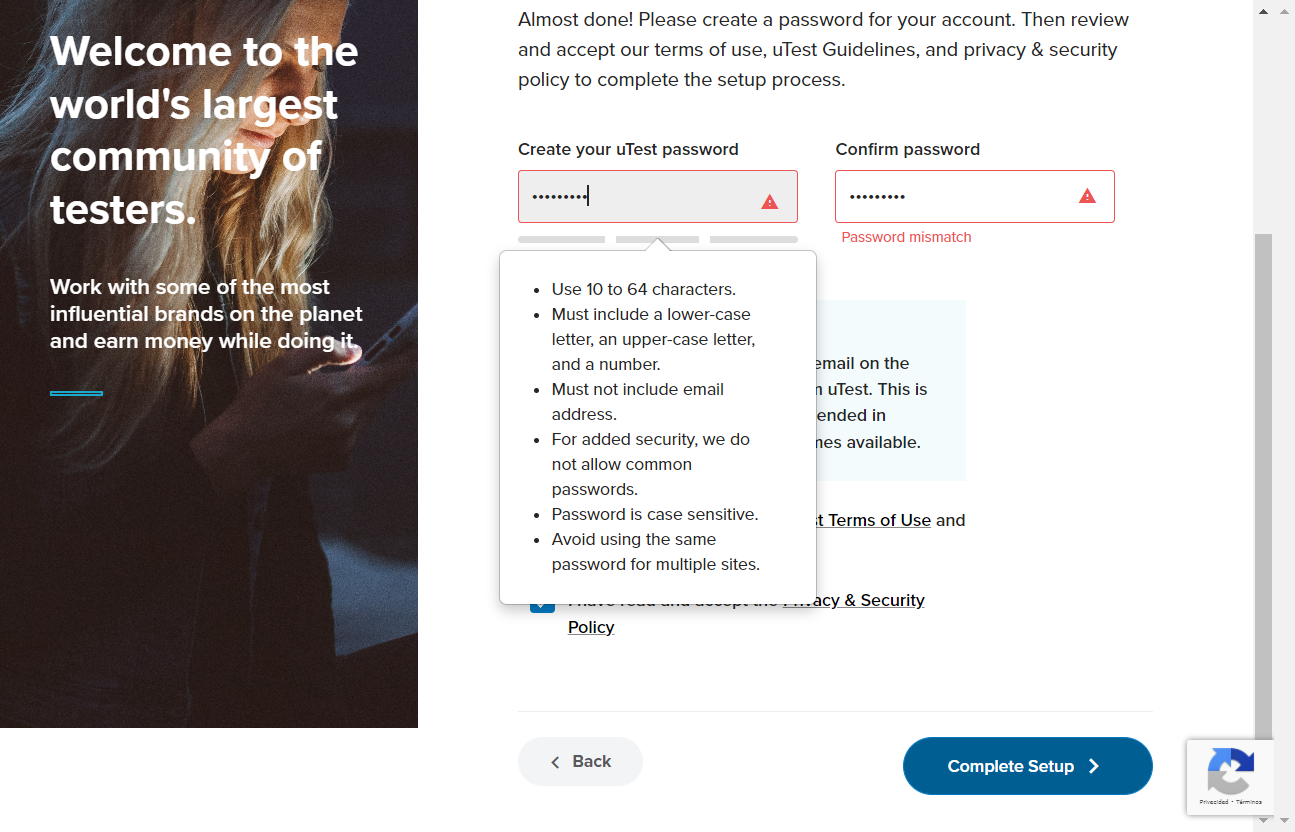 Welcome to the
world's largest
community of
testers.
Work with some of the most
influential brands on the planet
and earn money while doing it.
Almost done! Please create a password for your account. Then review
and accept our terms of use, uTest Guidelines, and privacy & security
policy to complete the setup process.
Create your uTest password
Confirm password
•••••••••
•••••••••
Password mismatch
Use 10 to 64 characters.
Must include a lower-case
letter, an upper-case letter,
and a number.
Must not include email
address.
For added security, we do
not allow common
passwords.
Password is case sensitive.
Avoid using the same
password for multiple sites.
email on the
uTest. This is
ended in
available.
Terms of Use and
I have read and accept the Privacy & Security
Policy
Back
Complete Setup
Privacidad - Términos